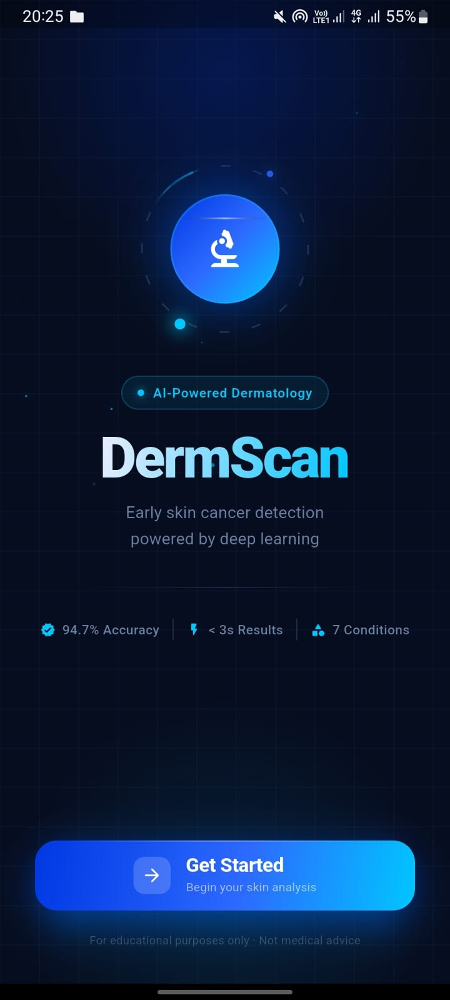 20:25
Vo))
LTE1
4G
55%
AI-Powered Dermatology
DermScan
Early skin cancer detection
powered by deep learning
94.7% Accuracy
< 3s Results
7 Conditions
Get Started
Begin your skin analysis
For educational purposes only · Not medical advice